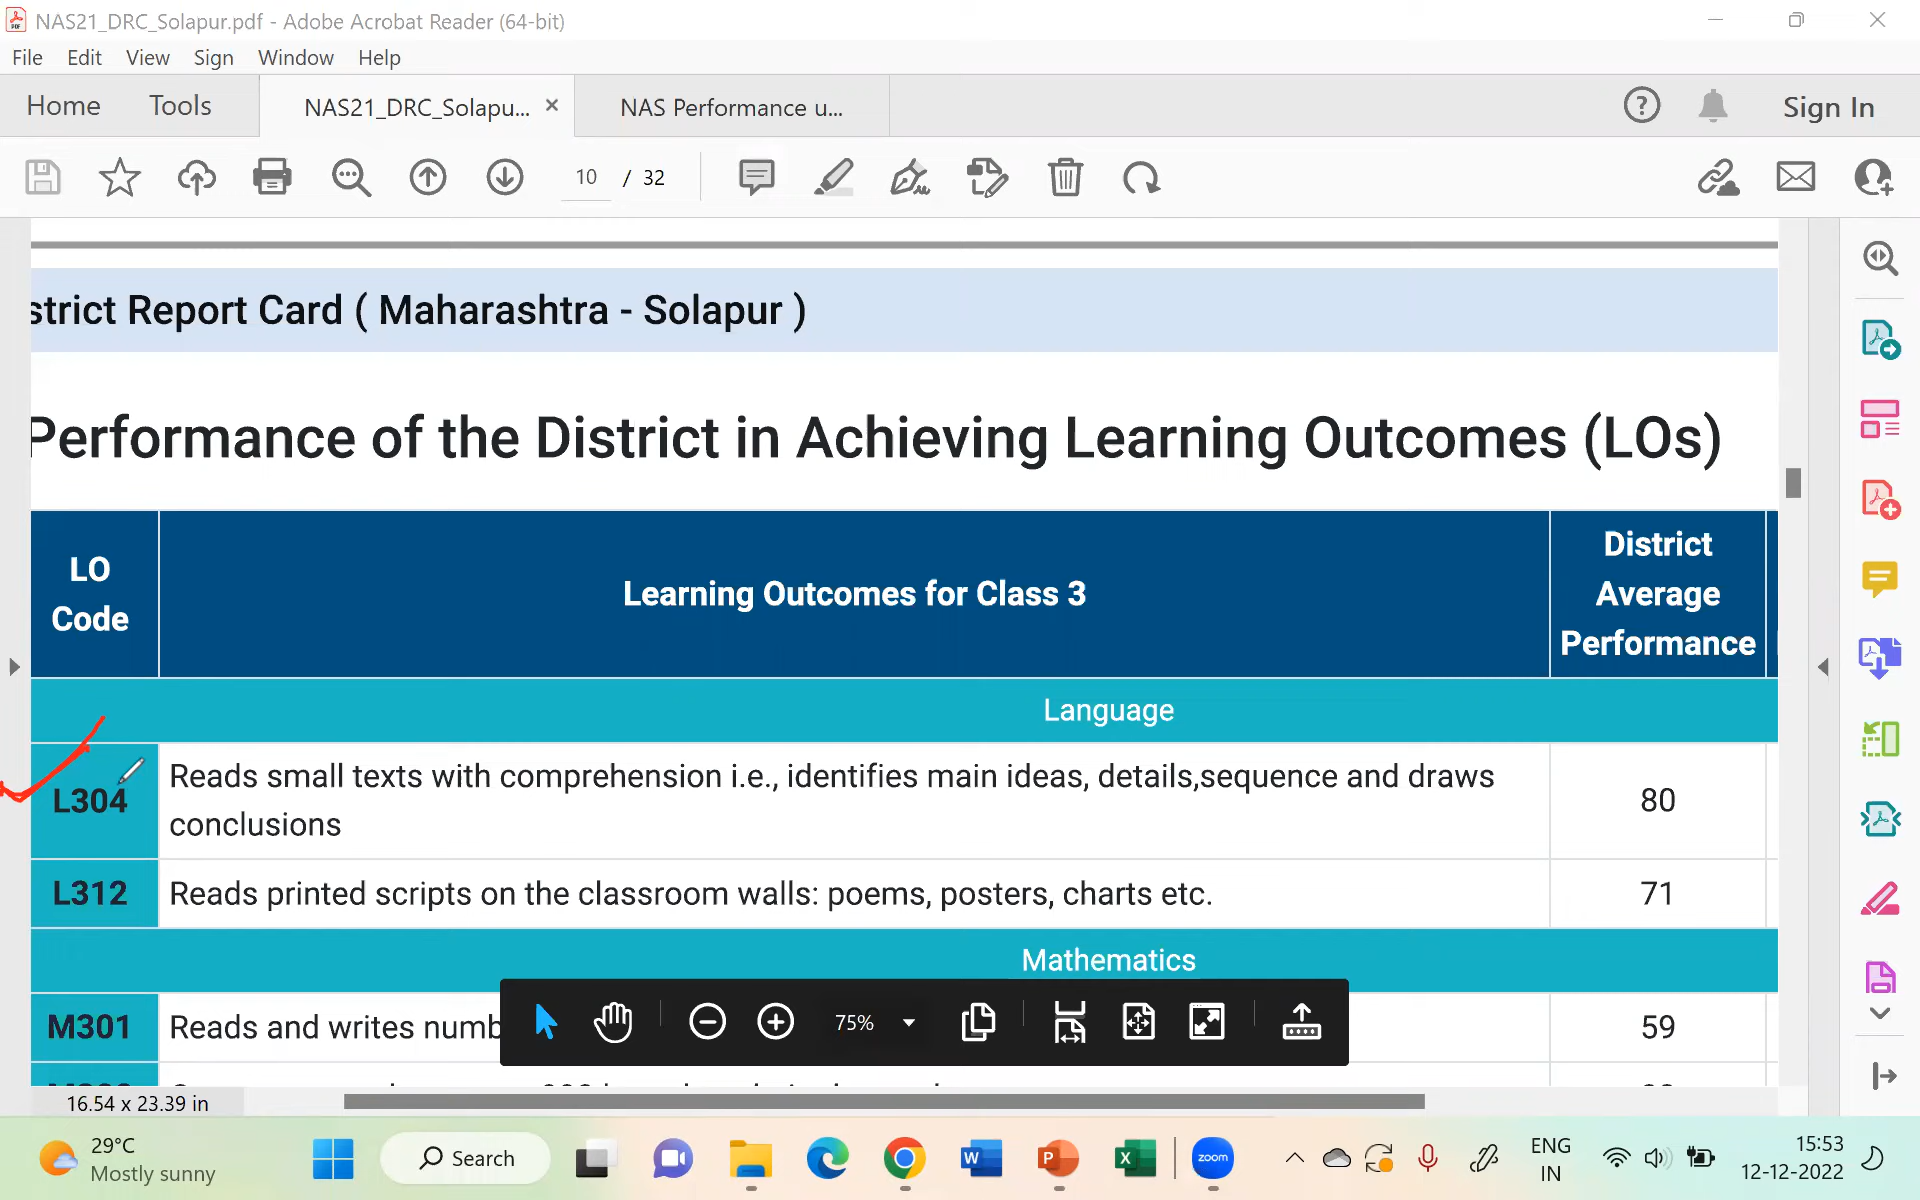 NAS21_DRC_Solapur.pdf - Adobe Acrobat Reader (64-bit)
File Edit View Sign Window Help
Home Tools NAS21_DRC_Solapu... × NAS Performance u... Sign In
10 / 32
strict Report Card ( Maharashtra - Solapur )
Performance of the District in Achieving Learning Outcomes (LOs)
LO
Code
Learning Outcomes for Class 3
District
Average
Performance
Language
L304 Reads small texts with comprehension i.e., identifies main ideas, details,sequence and draws
conclusions
80
L312 Reads printed scripts on the classroom walls: poems, posters, charts etc. 71
Mathematics
M301 Reads and writes numb 59
75%
16.54 x 23.39 in
29°C
Mostly sunny
Search
zoom
ENG
IN
15:53
12-12-2022